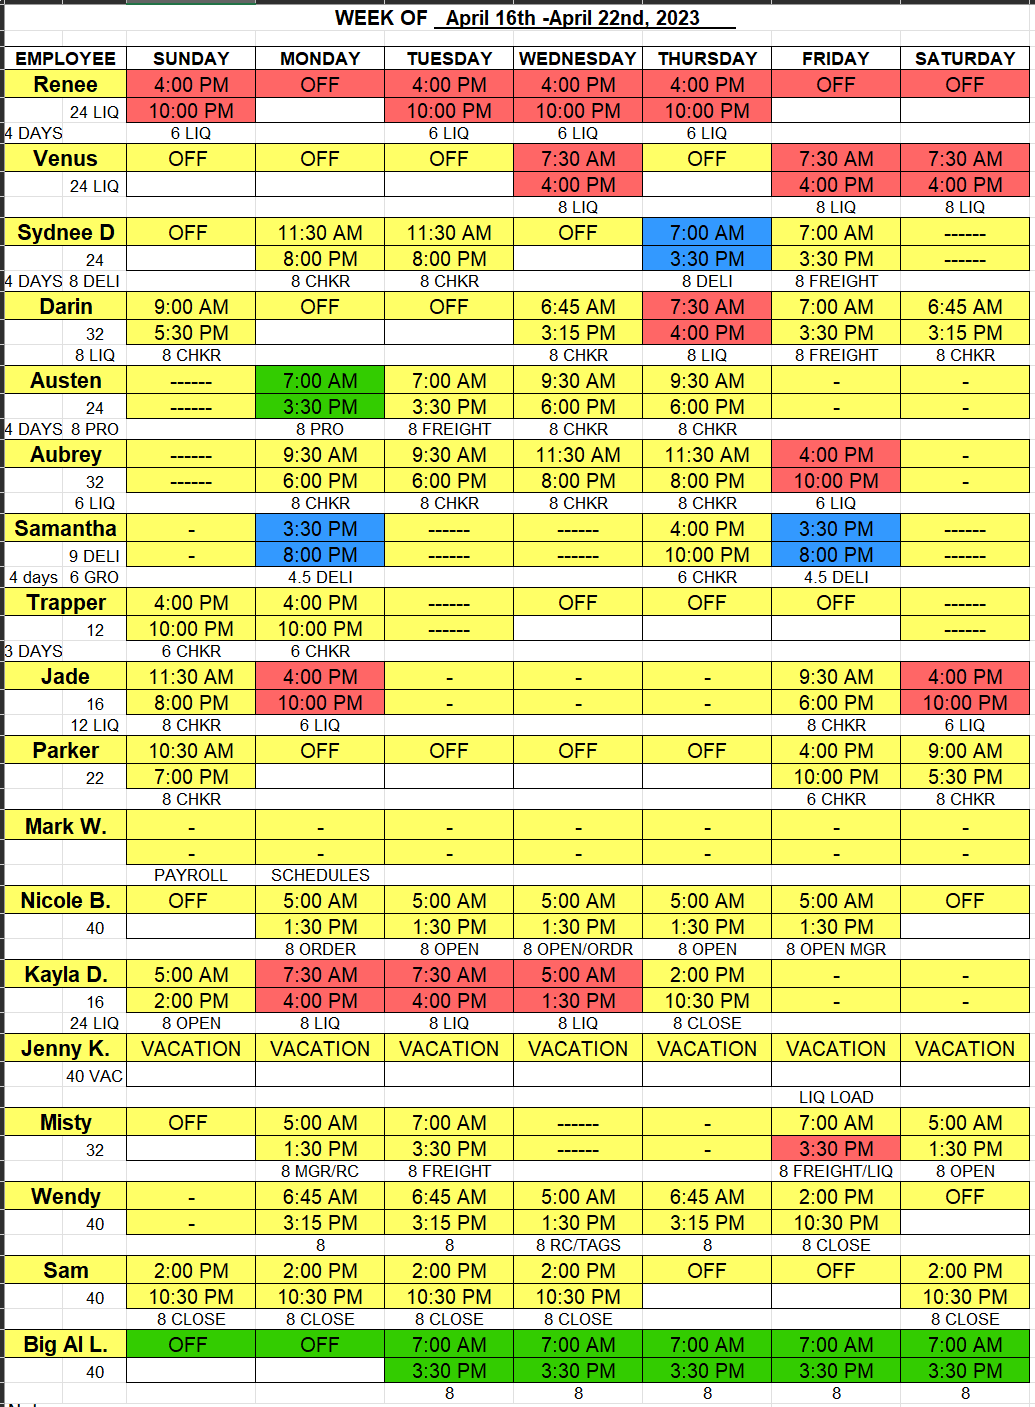 WEEK OF April 16th -April 22nd, 2023
EMPLOYEE SUNDAY MONDAY TUESDAY WEDNESDAY THURSDAY FRIDAY SATURDAY
Renee 4:00 PM OFF 4:00 PM 4:00 PM 4:00 PM OFF OFF
24 LIQ 10:00 PM 10:00 PM 10:00 PM 10:00 PM
4 DAYS 6 LIQ 6 LIQ 6 LIQ 6 LIQ
Venus OFF OFF OFF 7:30 AM OFF 7:30 AM 7:30 AM
24 LIQ 4:00 PM 4:00 PM 4:00 PM
8 LIQ 8 LIQ 8 LIQ
Sydnee D OFF 11:30 AM 11:30 AM OFF 7:00 AM 7:00 AM ------
24 8:00 PM 8:00 PM 3:30 PM 3:30 PM ------
4 DAYS 8 DELI 8 CHKR 8 CHKR 8 DELI 8 FREIGHT
Darin 9:00 AM OFF OFF 6:45 AM 7:30 AM 7:00 AM 6:45 AM
32 5:30 PM 3:15 PM 4:00 PM 3:30 PM 3:15 PM
8 LIQ 8 CHKR 8 CHKR 8 LIQ 8 FREIGHT 8 CHKR
Austen ------ 7:00 AM 7:00 AM 9:30 AM 9:30 AM - -
24 ------ 3:30 PM 3:30 PM 6:00 PM 6:00 PM - -
4 DAYS 8 PRO 8 PRO 8 FREIGHT 8 CHKR 8 CHKR
Aubrey ------ 9:30 AM 9:30 AM 11:30 AM 11:30 AM 4:00 PM -
32 ------ 6:00 PM 6:00 PM 8:00 PM 8:00 PM 10:00 PM -
6 LIQ 8 CHKR 8 CHKR 8 CHKR 8 CHKR 6 LIQ
Samantha - 3:30 PM ------ ------ 4:00 PM 3:30 PM ------
9 DELI - 8:00 PM ------ ------ 10:00 PM 8:00 PM ------
4 days 6 GRO 4.5 DELI 6 CHKR 4.5 DELI
Trapper 4:00 PM 4:00 PM ------ OFF OFF OFF ------
12 10:00 PM 10:00 PM ------ ------
3 DAYS 6 CHKR 6 CHKR
Jade 11:30 AM 4:00 PM - - - 9:30 AM 4:00 PM
16 8:00 PM 10:00 PM - - - 6:00 PM 10:00 PM
12 LIQ 8 CHKR 6 LIQ 8 CHKR 6 LIQ
Parker 10:30 AM OFF OFF OFF OFF 4:00 PM 9:00 AM
22 7:00 PM 10:00 PM 5:30 PM
8 CHKR 6 CHKR 8 CHKR
Mark W. - - - - - - -
- - - - - - -
PAYROLL SCHEDULES
Nicole B. OFF 5:00 AM 5:00 AM 5:00 AM 5:00 AM 5:00 AM OFF
40 1:30 PM 1:30 PM 1:30 PM 1:30 PM 1:30 PM
8 ORDER 8 OPEN 8 OPEN/ORDR 8 OPEN 8 OPEN MGR
Kayla D. 5:00 AM 7:30 AM 7:30 AM 5:00 AM 2:00 PM - -
16 2:00 PM 4:00 PM 4:00 PM 1:30 PM 10:30 PM - -
24 LIQ 8 OPEN 8 LIQ 8 LIQ 8 LIQ 8 CLOSE
Jenny K. VACATION VACATION VACATION VACATION VACATION VACATION VACATION
40 VAC
LIQ LOAD
Misty OFF 5:00 AM 7:00 AM ------ - 7:00 AM 5:00 AM
32 1:30 PM 3:30 PM ------ - 3:30 PM 1:30 PM
8 MGR/RC 8 FREIGHT 8 FREIGHT/LIQ 8 OPEN
Wendy - 6:45 AM 6:45 AM 5:00 AM 6:45 AM 2:00 PM OFF
40 - 3:15 PM 3:15 PM 1:30 PM 3:15 PM 10:30 PM
8 8 8 RC/TAGS 8 8 CLOSE
Sam 2:00 PM 2:00 PM 2:00 PM 2:00 PM OFF OFF 2:00 PM
40 10:30 PM 10:30 PM 10:30 PM 10:30 PM 10:30 PM
8 CLOSE 8 CLOSE 8 CLOSE 8 CLOSE 8 CLOSE
Big Al L. OFF OFF 7:00 AM 7:00 AM 7:00 AM 7:00 AM 7:00 AM
40 3:30 PM 3:30 PM 3:30 PM 3:30 PM 3:30 PM
8 8 8 8 8